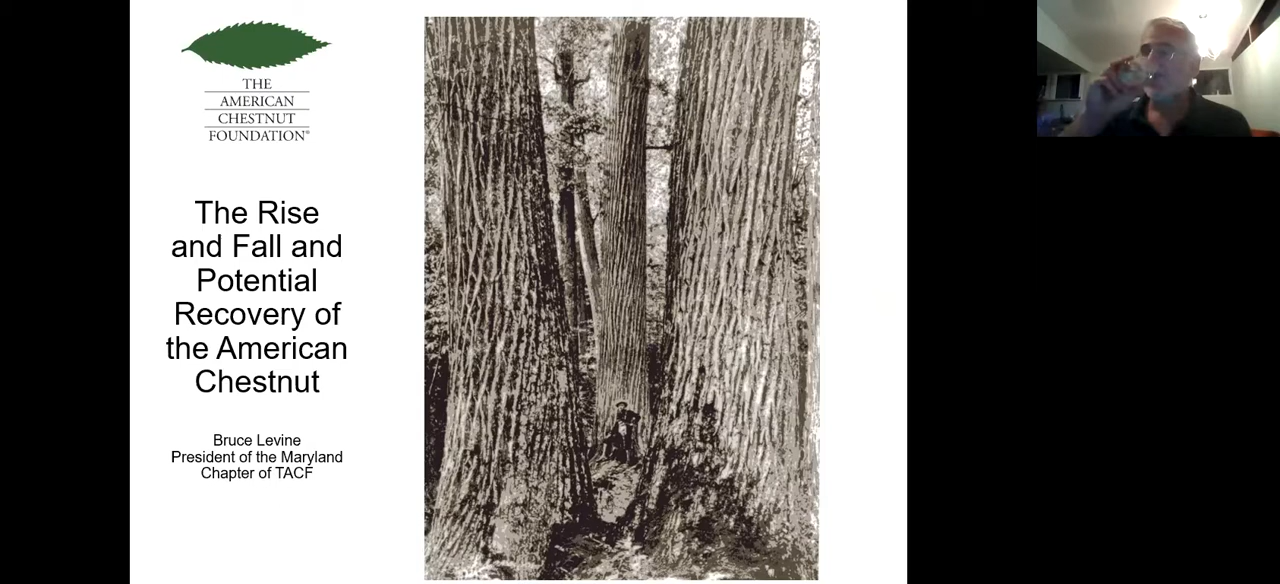 THE
AMERICAN
CHESTNUT
FOUNDATION®
The Rise
and Fall and
Potential
Recovery of
the American
Chestnut
Bruce Levine
President of the Maryland
Chapter of TACF